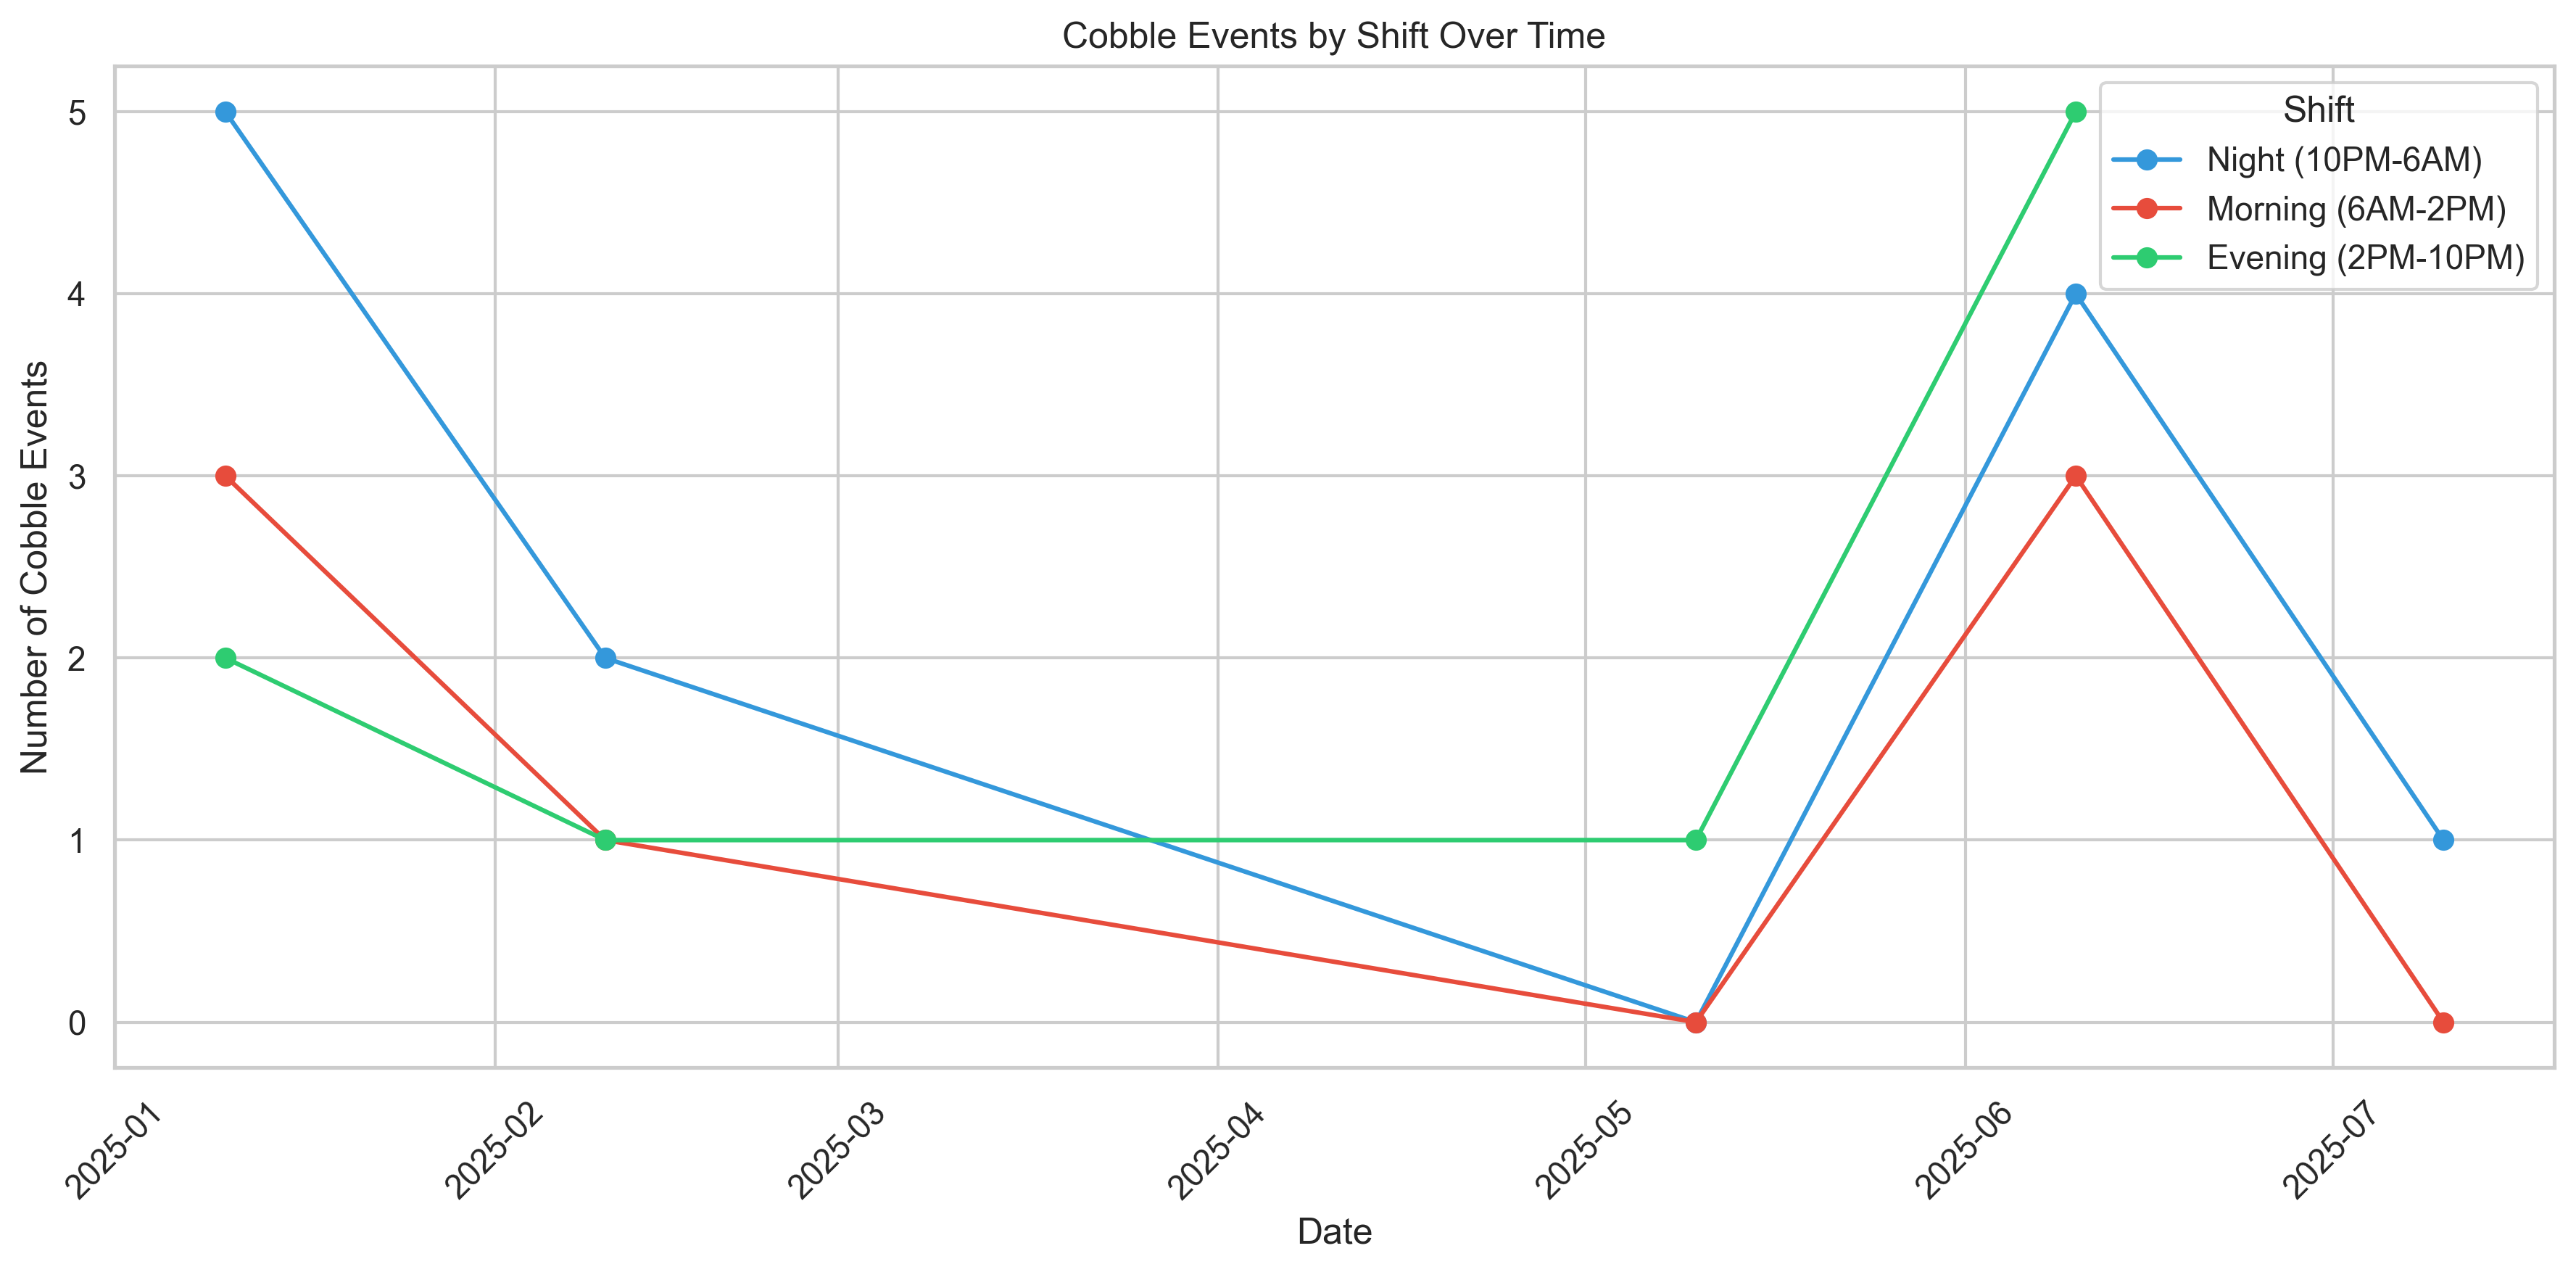 Cobble Events by Shift Over Time
Number of Cobble Events
5
4
3
2
1
0
Shift
Night (10PM-6AM)
Morning (6AM-2PM)
Evening (2PM-10PM)
2025-01
2025-02
2025-03
2025-04
2025-05
2025-06
2025-07
Date